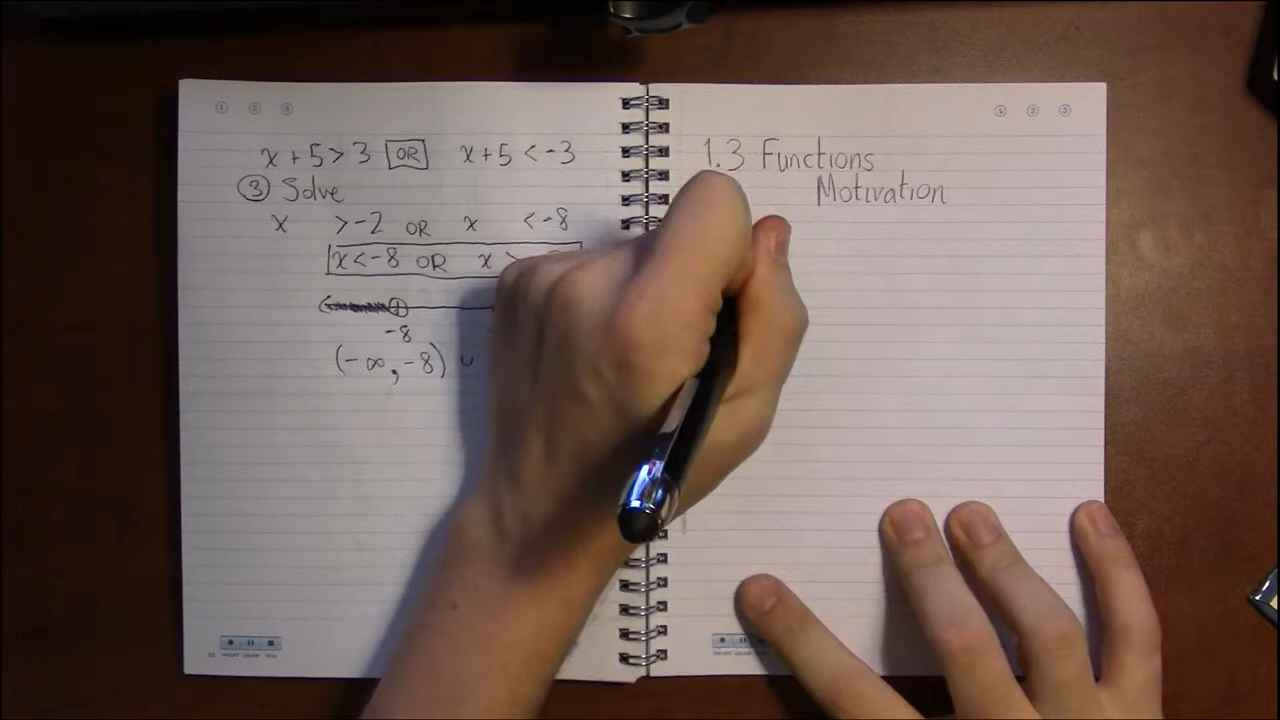 x + 5 > 3 OR x + 5 < -3
③ Solve
x > -2 OR x < -8
x < -8 OR x >
-8
(-∞, -8) ∪
1.3 Functions
Motivation